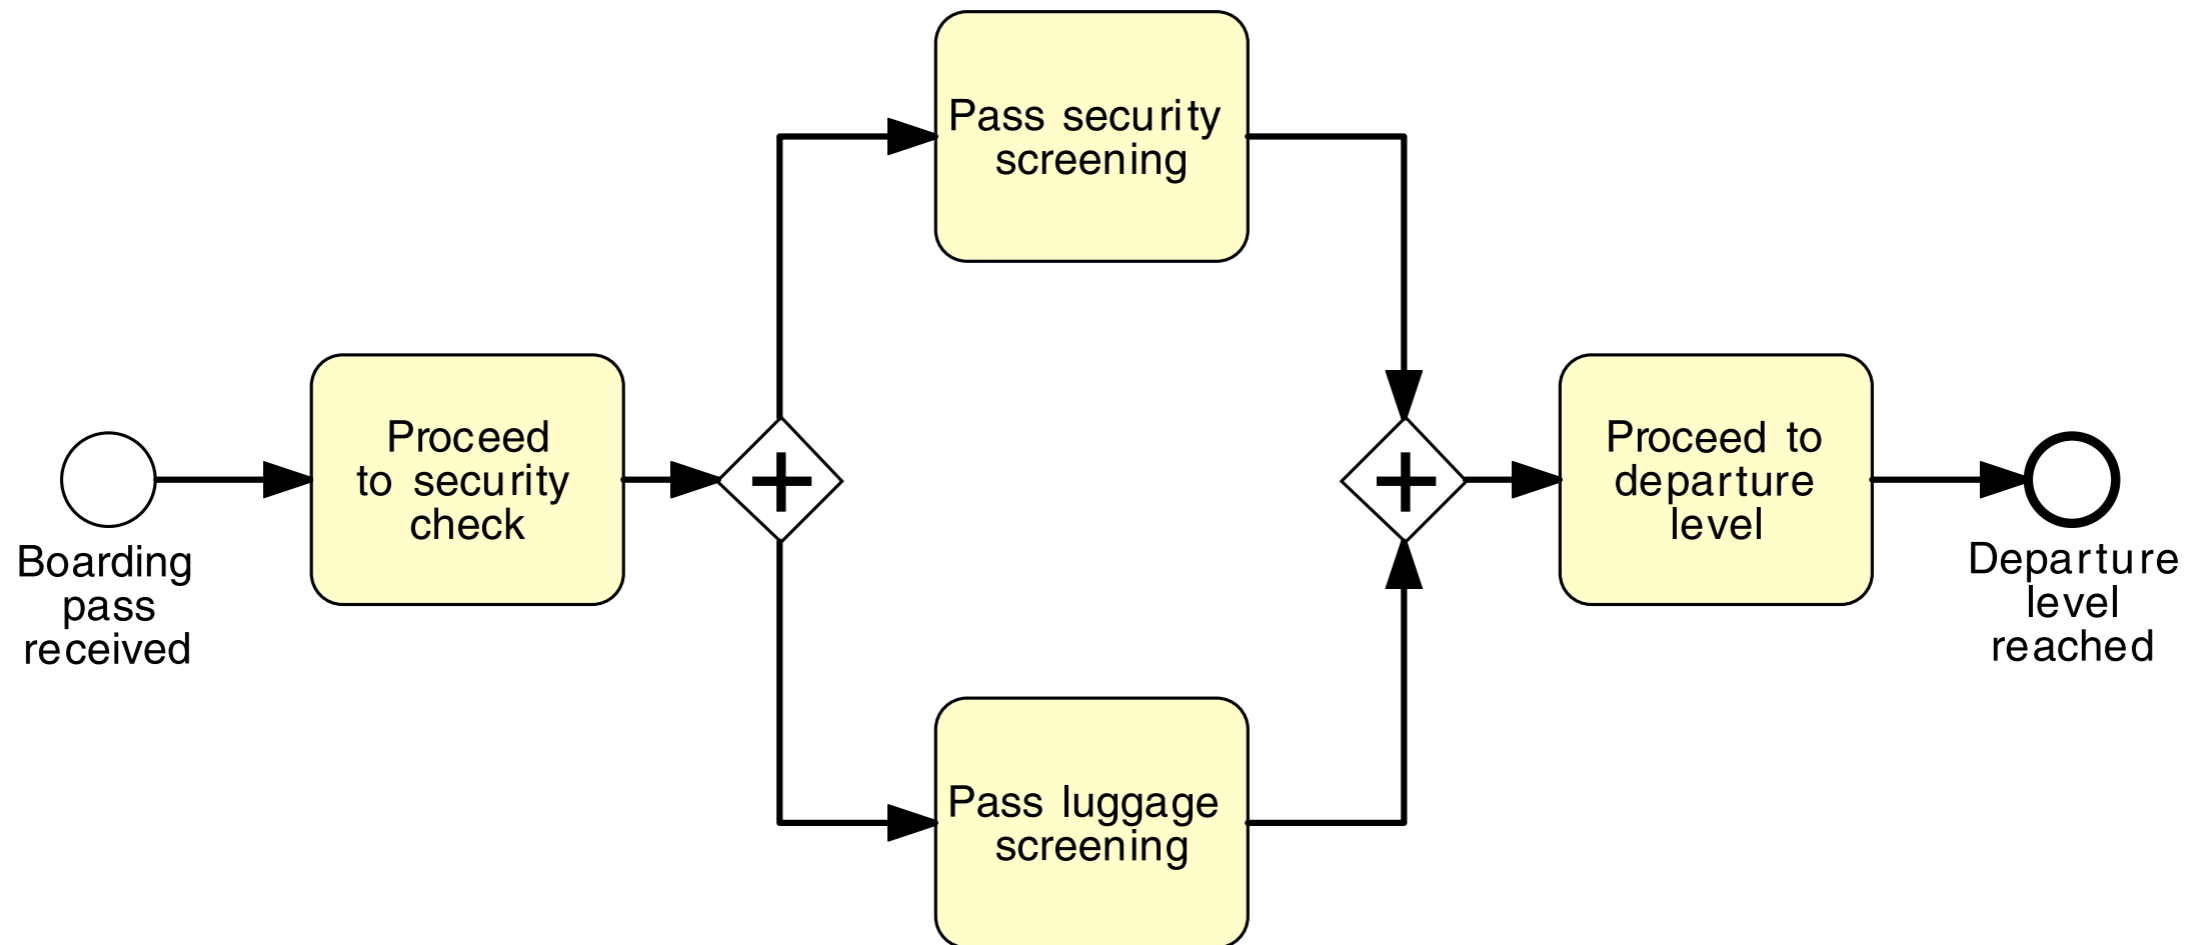 Pass security
screening
Proceed
to security
check
Proceed to
departure
level
Boarding
pass
received
Departure
level
reached
Pass luggage
screening